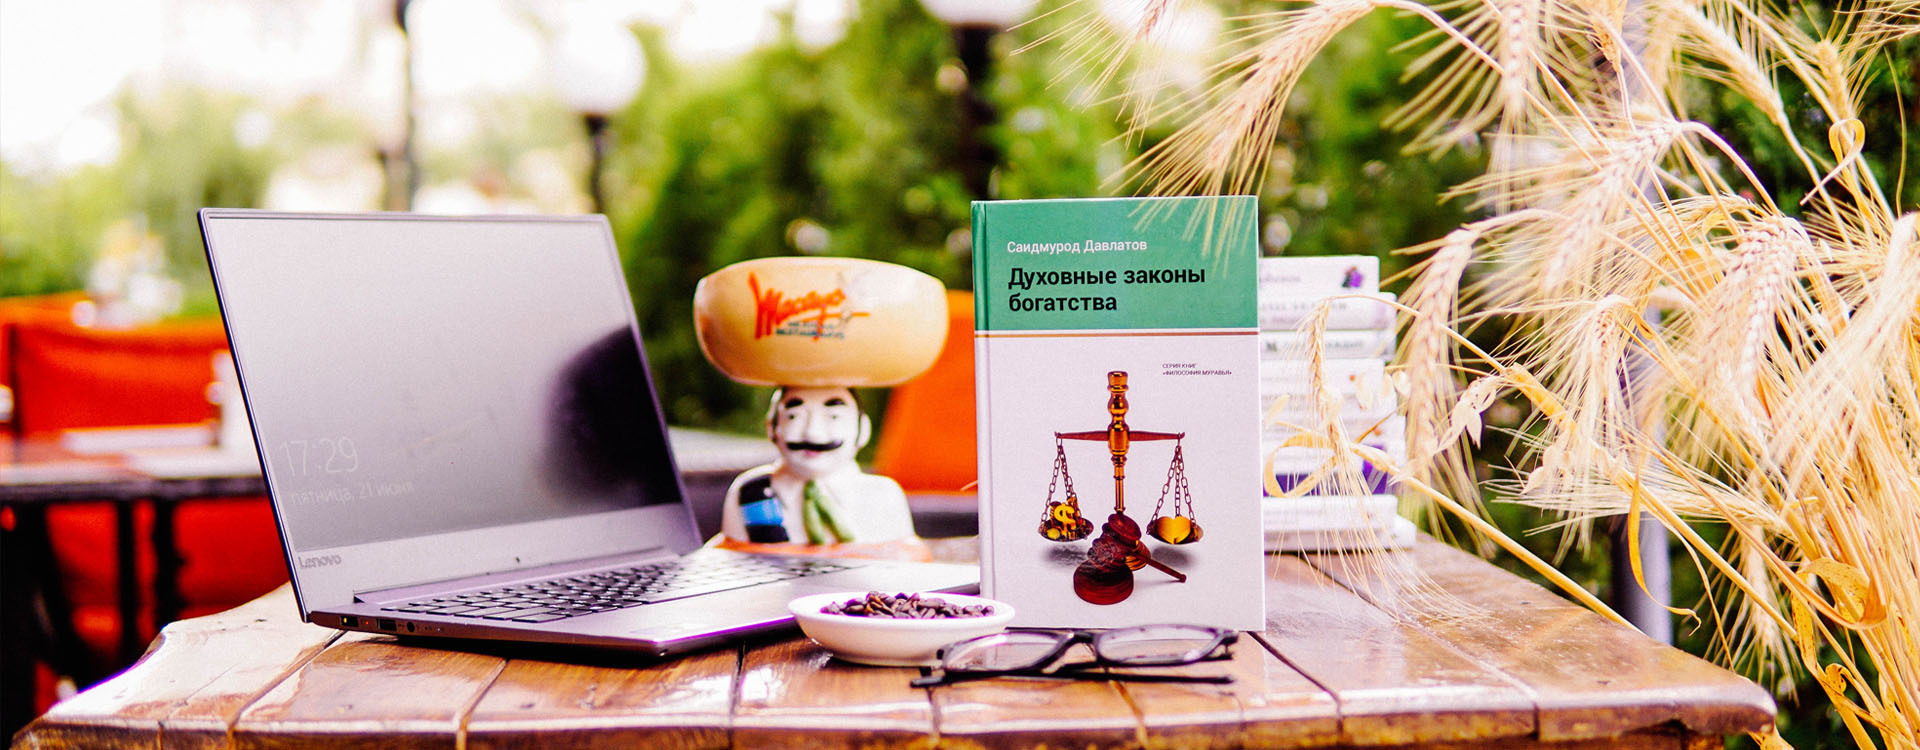 17:29
пятница, 21 июня
Lenovo
Саидмурод Давлатов
Духовные законы
богатства
СЕРИЯ КНИГ
«ФИЛОСОФИЯ МУРАВЬЯ»
$